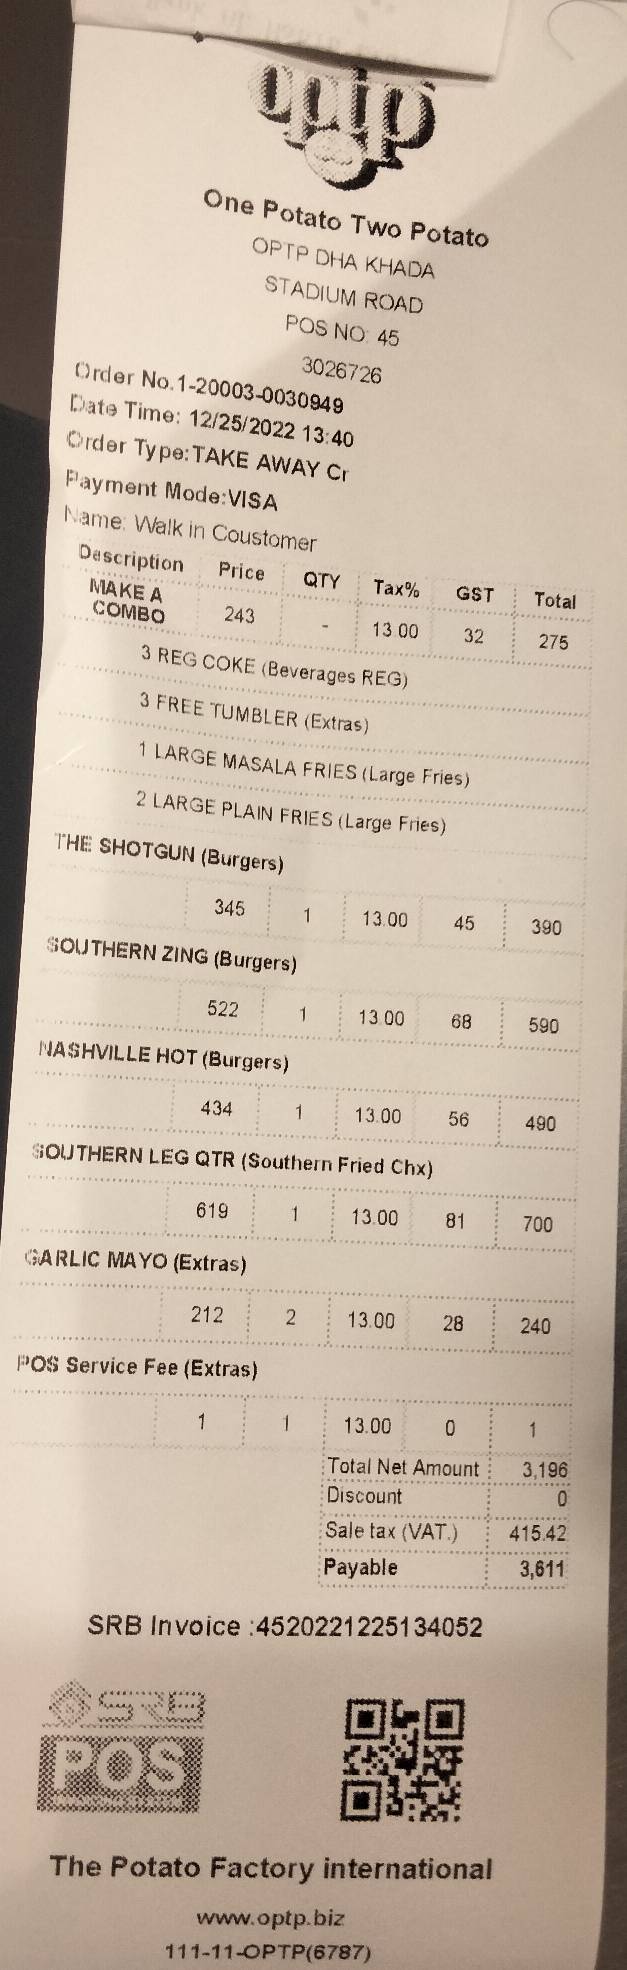 optp
One Potato Two Potato
OPTP DHA KHADA
STADIUM ROAD
POS NO: 45
3026726
Order No.1-20003-0030949
Date Time: 12/25/2022 13:40
Order Type:TAKE AWAY Cr
Payment Mode:VISA
Name: Walk in Coustomer
Description Price QTY Tax% GST Total
MAKE A
COMBO 243 - 13.00 32 275
3 REG COKE (Beverages REG)
3 FREE TUMBLER (Extras)
1 LARGE MASALA FRIES (Large Fries)
2 LARGE PLAIN FRIES (Large Fries)
THE SHOTGUN (Burgers)
345 1 13.00 45 390
SOUTHERN ZING (Burgers)
522 1 13.00 68 590
NASHVILLE HOT (Burgers)
434 1 13.00 56 490
SOUTHERN LEG QTR (Southern Fried Chx)
619 1 13.00 81 700
GARLIC MAYO (Extras)
212 2 13.00 28 240
POS Service Fee (Extras)
1 1 13.00 0 1
Total Net Amount 3,196
Discount 0
Sale tax (VAT.) 415.42
Payable 3,611
SRB Invoice :4520221225134052
SRB
POS
The Potato Factory international
www.optp.biz
111-11-OPTP(6787)